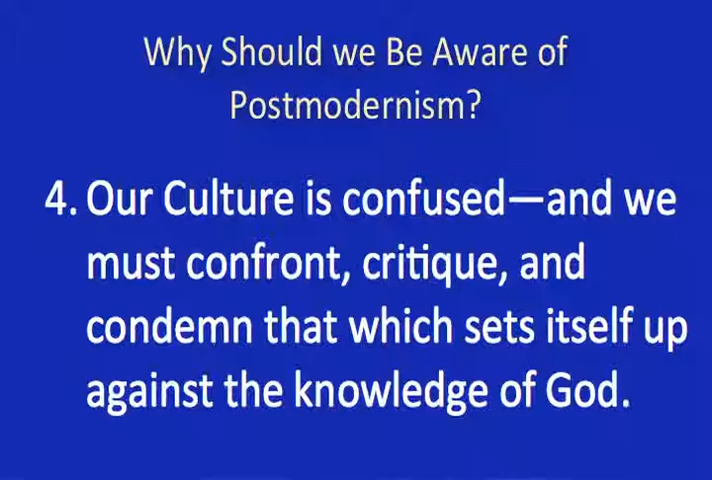 Why Should we Be Aware of
Postmodernism?
4. Our Culture is confused—and we
must confront, critique, and
condemn that which sets itself up
against the knowledge of God.